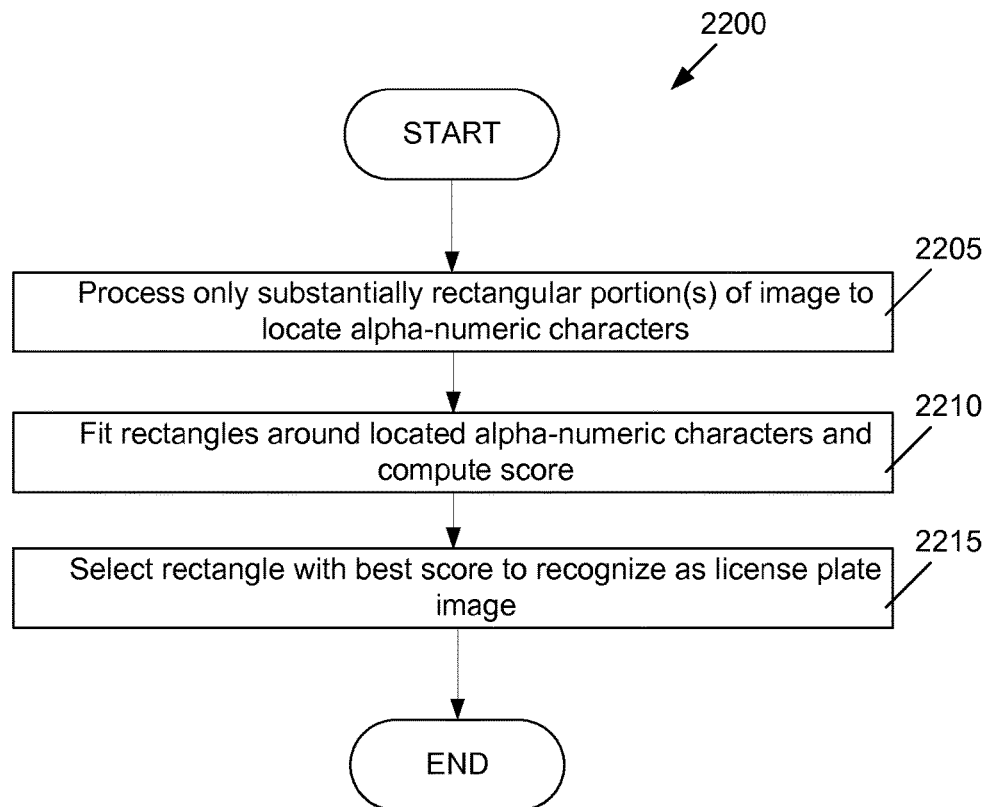 2200
START
2205
Process only substantially rectangular portion(s) of image to
locate alpha-numeric characters
2210
Fit rectangles around located alpha-numeric characters and
compute score
2215
Select rectangle with best score to recognize as license plate
image
END